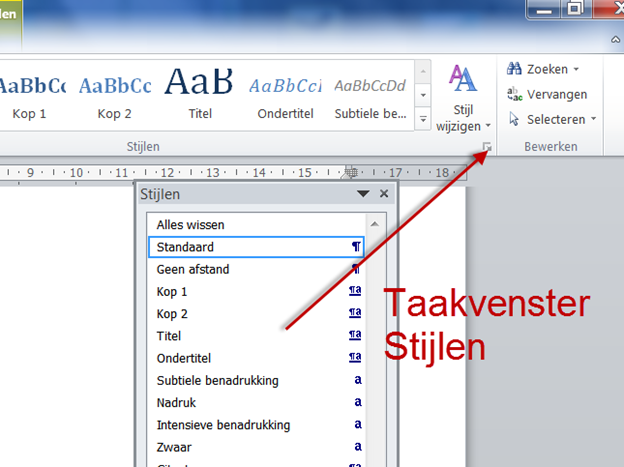 len
AaBbCc AaBbCc AaB AaBbCcI AaBbCcDd
Kop 1 Kop 2 Titel Ondertitel Subtiele be...
Stijl
wijzigen
Zoeken
Vervangen
Selecteren
Stijlen Bewerken
9 10 11 12 13 14 15 17 18
Stijlen
Alles wissen
Standaard ¶
Geen afstand ¶
Kop 1 ¶a
Kop 2 ¶a
Titel ¶a
Ondertitel ¶a
Subtiele benadrukking a
Nadruk a
Intensieve benadrukking a
Zwaar a
Taakvenster
Stijlen